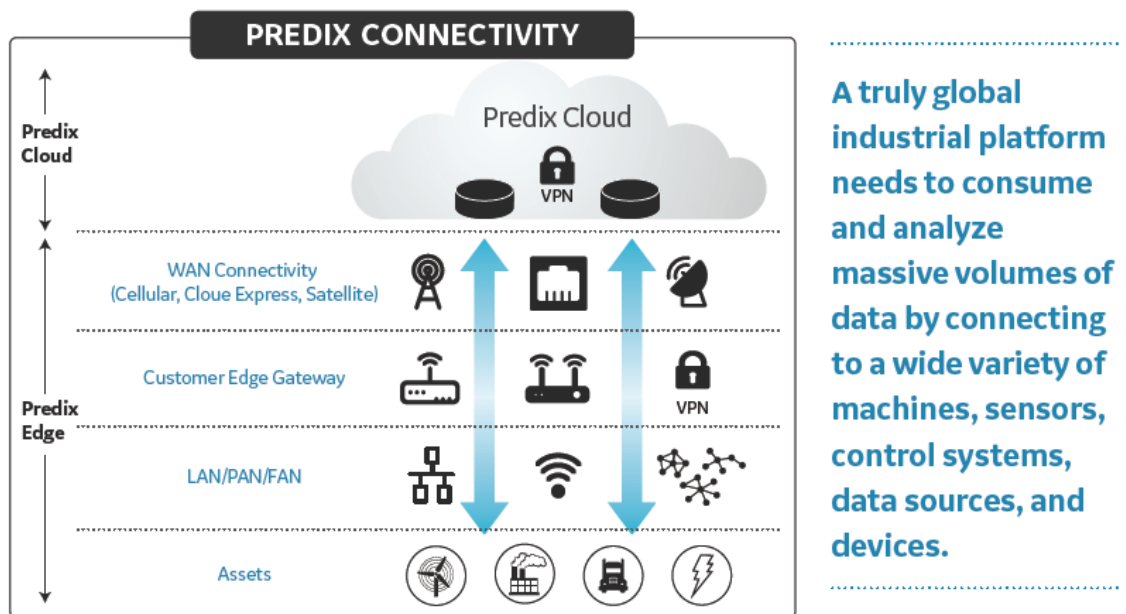 PREDIX CONNECTIVITY
Predix
Cloud
Predix Cloud
VPN
WAN Connectivity
(Cellular, Cloue Express, Satellite)
Customer Edge Gateway
VPN
Predix
Edge
LAN/PAN/FAN
Assets
A truly global
industrial platform
needs to consume
and analyze
massive volumes of
data by connecting
to a wide variety of
machines, sensors,
control systems,
data sources, and
devices.